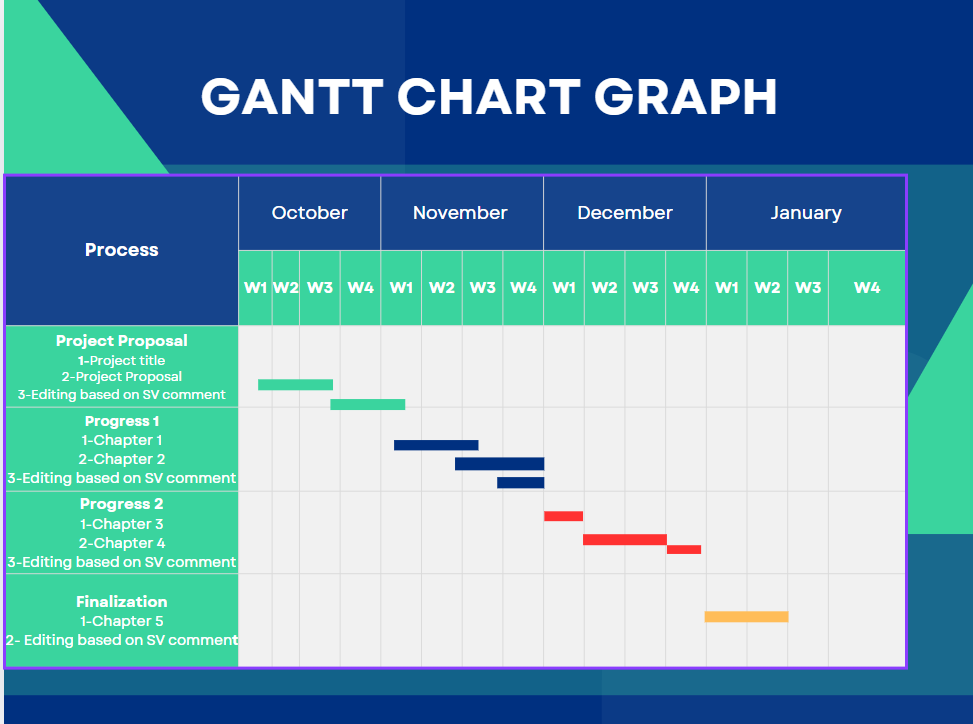 GANTT CHART GRAPH
Process
October November December January
W1 W2 W3 W4 W1 W2 W3 W4 W1 W2 W3 W4 W1 W2 W3 W4
Project Proposal
1-Project title
2-Project Proposal
3-Editing based on SV comment
Progress 1
1-Chapter 1
2-Chapter 2
3-Editing based on SV comment
Progress 2
1-Chapter 3
2-Chapter 4
3-Editing based on SV comment
Finalization
1-Chapter 5
2- Editing based on SV comment